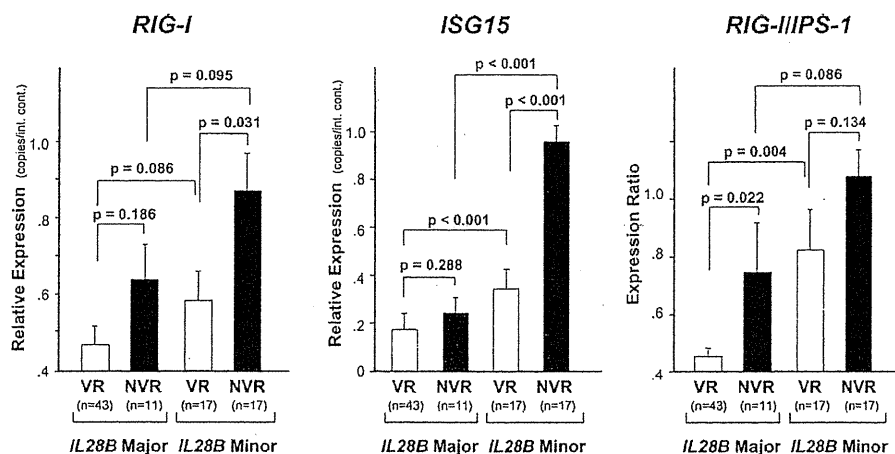 RIG-I
Relative Expression (copies/int. cont.)
1.0
.8
.6
.4
p = 0.095
p = 0.031
p = 0.086
p = 0.186
VR NVR VR NVR
(n=43) (n=11) (n=17) (n=17)
IL28B Major IL28B Minor
ISG15
Relative Expression (copies/int. cont.)
1.0
.8
.6
.4
0.2
0
p < 0.001
p < 0.001
p < 0.001
p = 0.288
VR NVR VR NVR
(n=43) (n=11) (n=17) (n=17)
IL28B Major IL28B Minor
RIG-I/IPS-1
Expression Ratio
1.0
.8
.6
.4
p = 0.086
p = 0.134
p = 0.004
p = 0.022
VR NVR VR NVR
(n=43) (n=11) (n=17) (n=17)
IL28B Major IL28B Minor